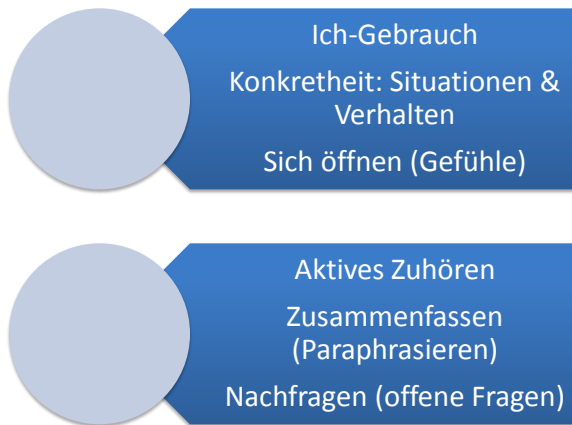 Ich-Gebrauch
Konkretheit: Situationen &
Verhalten
Sich öffnen (Gefühle)
Aktives Zuhören
Zusammenfassen
(Paraphrasieren)
Nachfragen (offene Fragen)